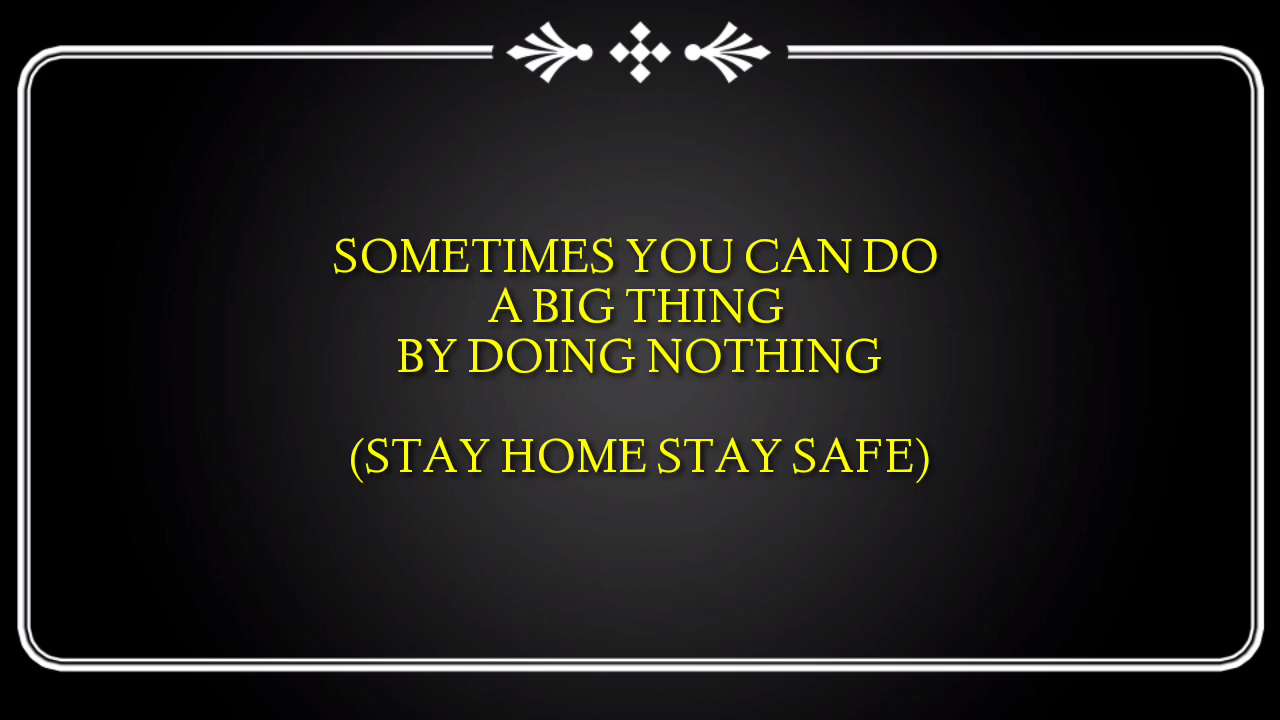 SOMETIMES YOU CAN DO
A BIG THING
BY DOING NOTHING
(STAY HOME STAY SAFE)